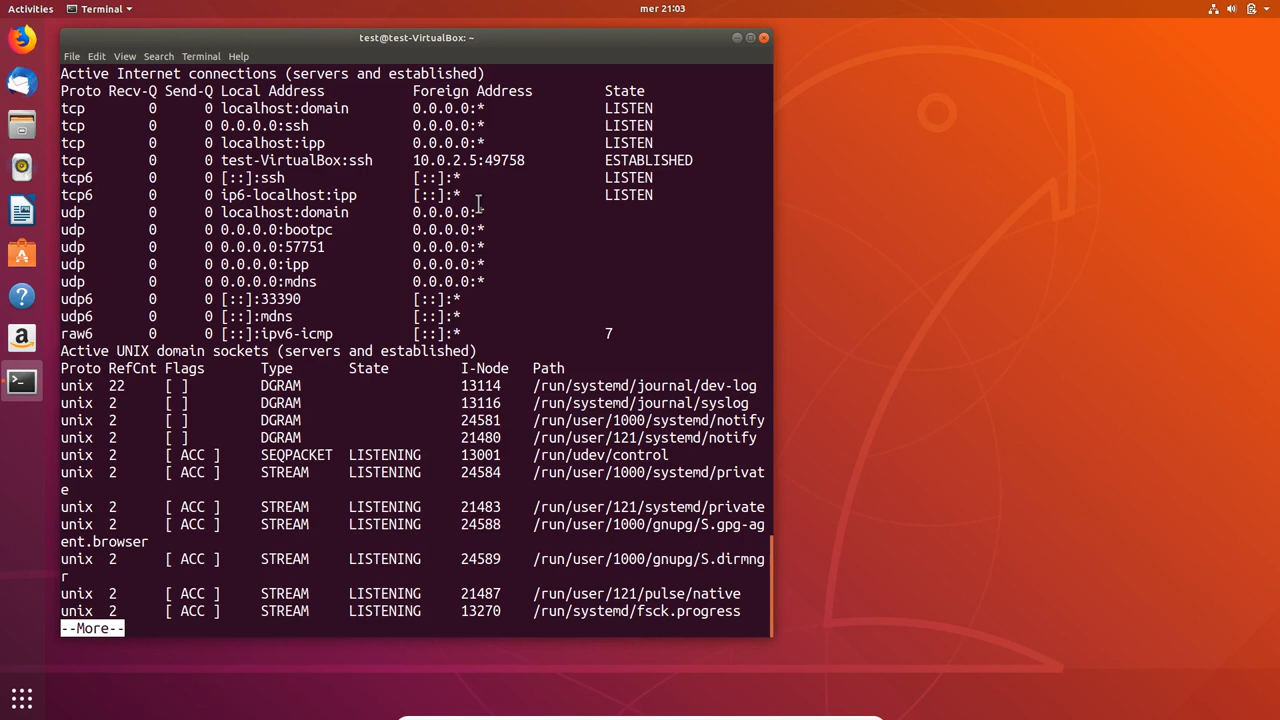 Activities Terminal mer 21:03
test@test-VirtualBox: ~
File Edit View Search Terminal Help
Active Internet connections (servers and established)
Proto Recv-Q Send-Q Local Address Foreign Address State
tcp 0 0 localhost:domain 0.0.0.0:* LISTEN
tcp 0 0 0.0.0.0:ssh 0.0.0.0:* LISTEN
tcp 0 0 localhost:ipp 0.0.0.0:* LISTEN
tcp 0 0 test-VirtualBox:ssh 10.0.2.5:49758 ESTABLISHED
tcp6 0 0 [::]:ssh [::]:* LISTEN
tcp6 0 0 ip6-localhost:ipp [::]:* LISTEN
udp 0 0 localhost:domain 0.0.0.0:*
udp 0 0 0.0.0.0:bootpc 0.0.0.0:*
udp 0 0 0.0.0.0:57751 0.0.0.0:*
udp 0 0 0.0.0.0:ipp 0.0.0.0:*
udp 0 0 0.0.0.0:mdns 0.0.0.0:*
udp6 0 0 [::]:33390 [::]:*
udp6 0 0 [::]:mdns [::]:*
raw6 0 0 [::]:ipv6-icmp [::]:* 7
Active UNIX domain sockets (servers and established)
Proto RefCnt Flags Type State I-Node Path
unix 22 [ ] DGRAM 13114 /run/systemd/journal/dev-log
unix 2 [ ] DGRAM 13116 /run/systemd/journal/syslog
unix 2 [ ] DGRAM 24581 /run/user/1000/systemd/notify
unix 2 [ ] DGRAM 21480 /run/user/121/systemd/notify
unix 2 [ ACC ] SEQPACKET LISTENING 13001 /run/udev/control
unix 2 [ ACC ] STREAM LISTENING 24584 /run/user/1000/systemd/privat
e
unix 2 [ ACC ] STREAM LISTENING 21483 /run/user/121/systemd/private
unix 2 [ ACC ] STREAM LISTENING 24588 /run/user/1000/gnupg/S.gpg-ag
ent.browser
unix 2 [ ACC ] STREAM LISTENING 24589 /run/user/1000/gnupg/S.dirmng
r
unix 2 [ ACC ] STREAM LISTENING 21487 /run/user/121/pulse/native
unix 2 [ ACC ] STREAM LISTENING 13270 /run/systemd/fsck.progress
--More--